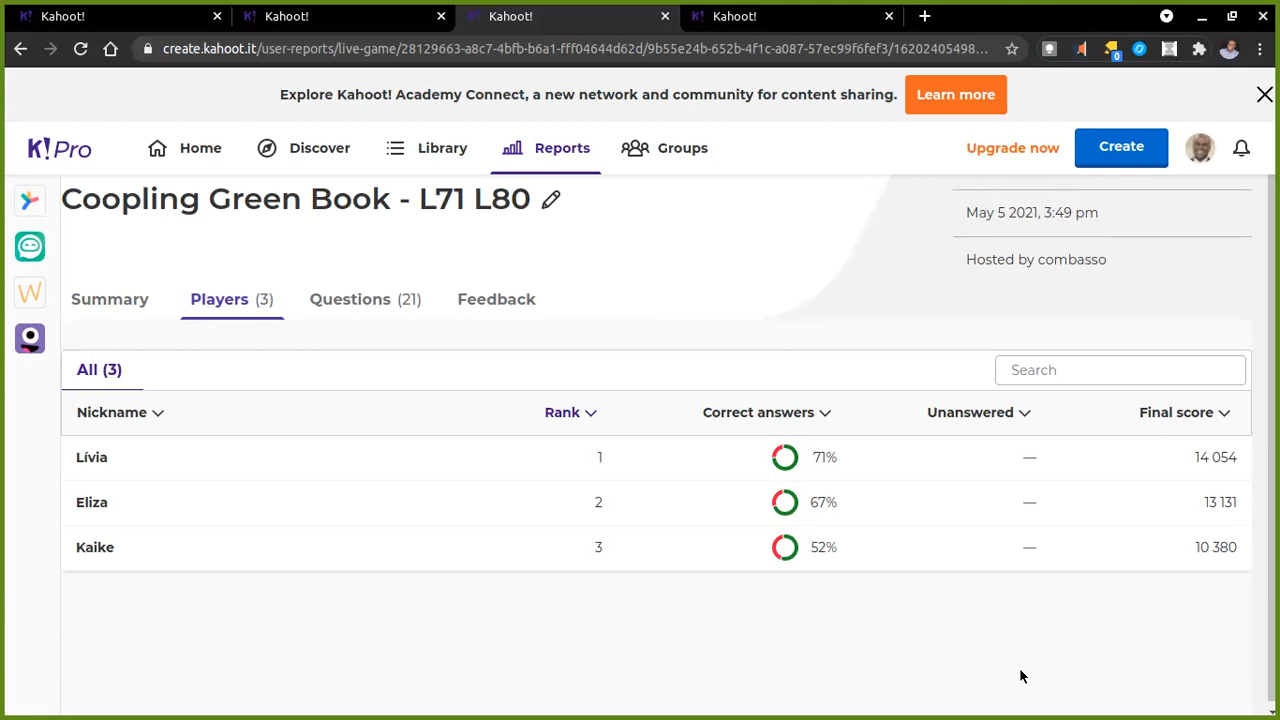 Kahoot!
Kahoot!
Kahoot!
Kahoot!
create.kahoot.it/user-reports/live-game/28129663-a8c7-4bfb-b6a1-fff04644d62d/9b55e24b-652b-4f1c-a087-57ec99f6fef3/16202405498...
0
Explore Kahoot! Academy Connect, a new network and community for content sharing. Learn more
K!Pro Home Discover Library Reports Groups Upgrade now Create
Coopling Green Book - L71 L80
May 5 2021, 3:49 pm
Hosted by combasso
W
Summary Players (3) Questions (21) Feedback
All (3) Search
Nickname Rank Correct answers Unanswered Final score
Lívia 1 71% — 14 054
Eliza 2 67% — 13 131
Kaike 3 52% — 10 380